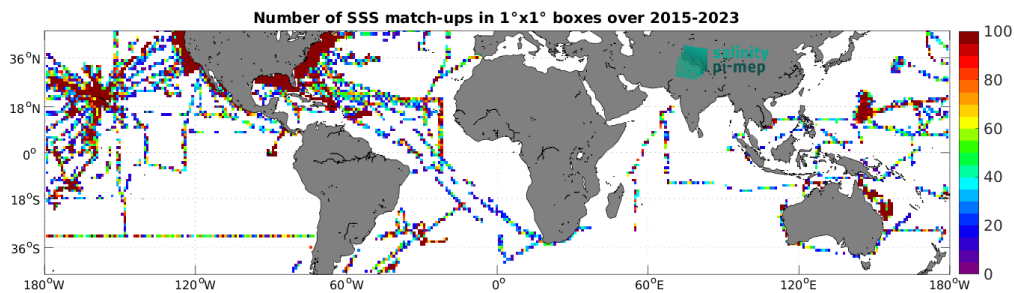 Number of SSS match-ups in 1°x1° boxes over 2015-2023
salinity
pi-mep
36°N
18°N
0°
18°S
36°S
180°W
120°W
60°W
0°
60°E
120°E
180°W
100
80
60
40
20
0